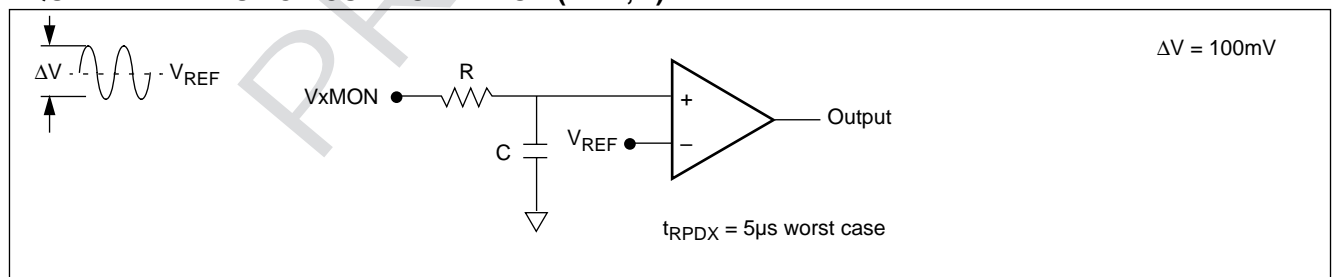 ΔV
VREF
ΔV = 100mV
VxMON
R
C
VREF
+
–
Output
tRPDX = 5μs worst case